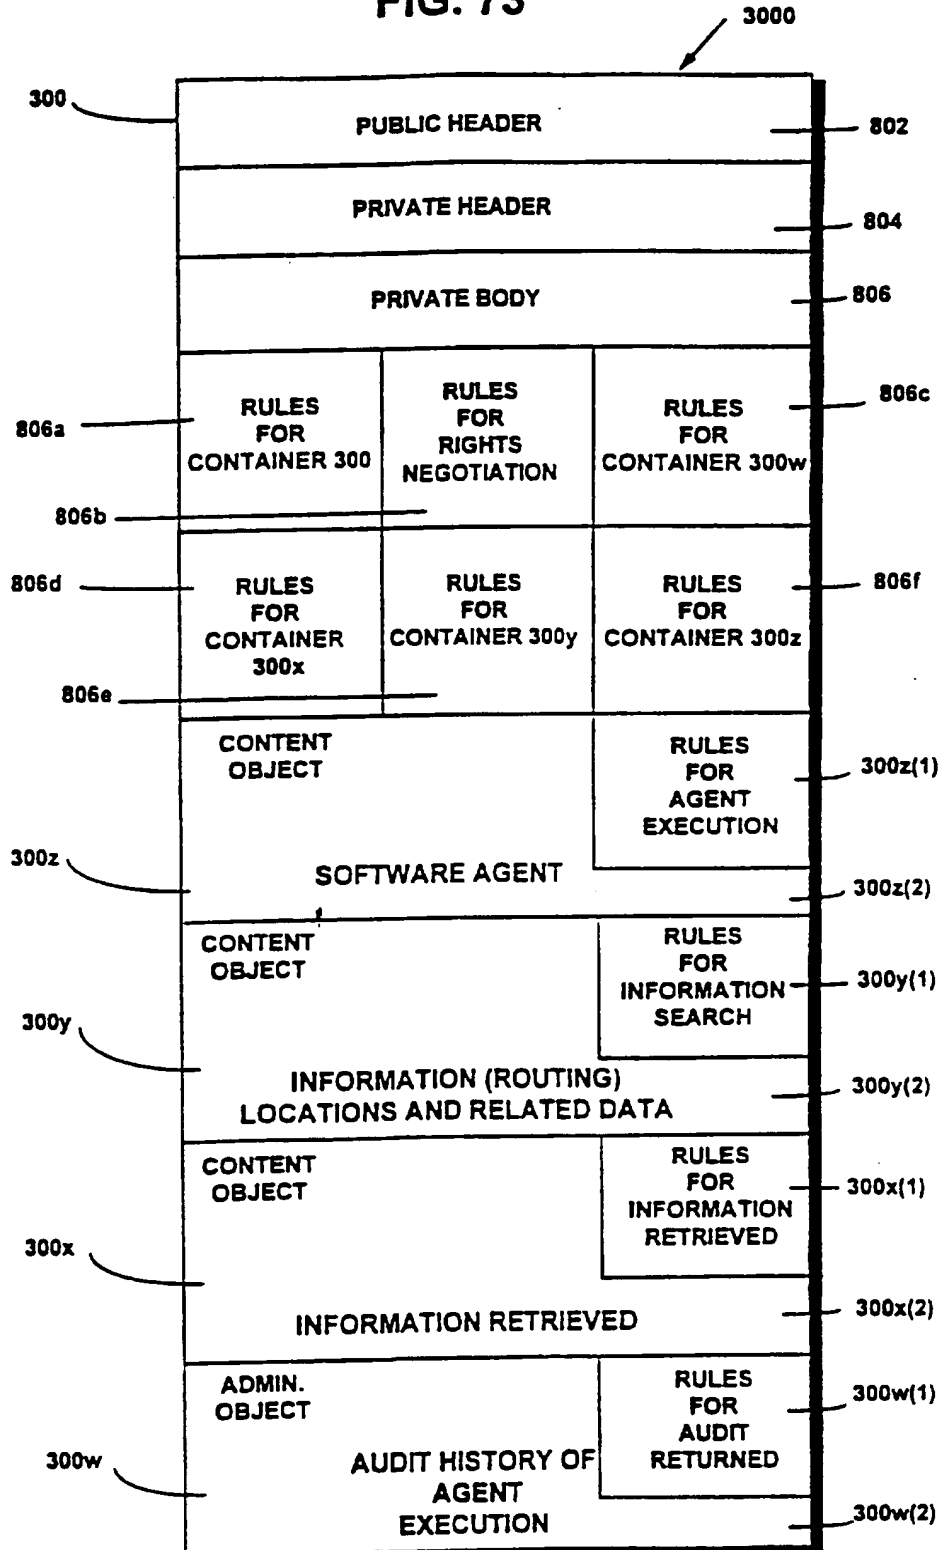 FIG. 73
3000
300
PUBLIC HEADER
802
PRIVATE HEADER
804
PRIVATE BODY
806
806a
RULES
FOR
CONTAINER 300
806b
RULES
FOR
RIGHTS
NEGOTIATION
RULES
FOR
CONTAINER 300w
806c
806d
RULES
FOR
CONTAINER
300x
806e
RULES
FOR
CONTAINER 300y
RULES
FOR
CONTAINER 300z
806f
CONTENT
OBJECT
RULES
FOR
AGENT
EXECUTION
300z(1)
300z
SOFTWARE AGENT
300z(2)
CONTENT
OBJECT
RULES
FOR
INFORMATION
SEARCH
300y(1)
300y
INFORMATION (ROUTING)
LOCATIONS AND RELATED DATA
300y(2)
CONTENT
OBJECT
RULES
FOR
INFORMATION
RETRIEVED
300x(1)
300x
INFORMATION RETRIEVED
300x(2)
ADMIN.
OBJECT
RULES
FOR
AUDIT
RETURNED
300w(1)
300w
AUDIT HISTORY OF
AGENT
EXECUTION
300w(2)